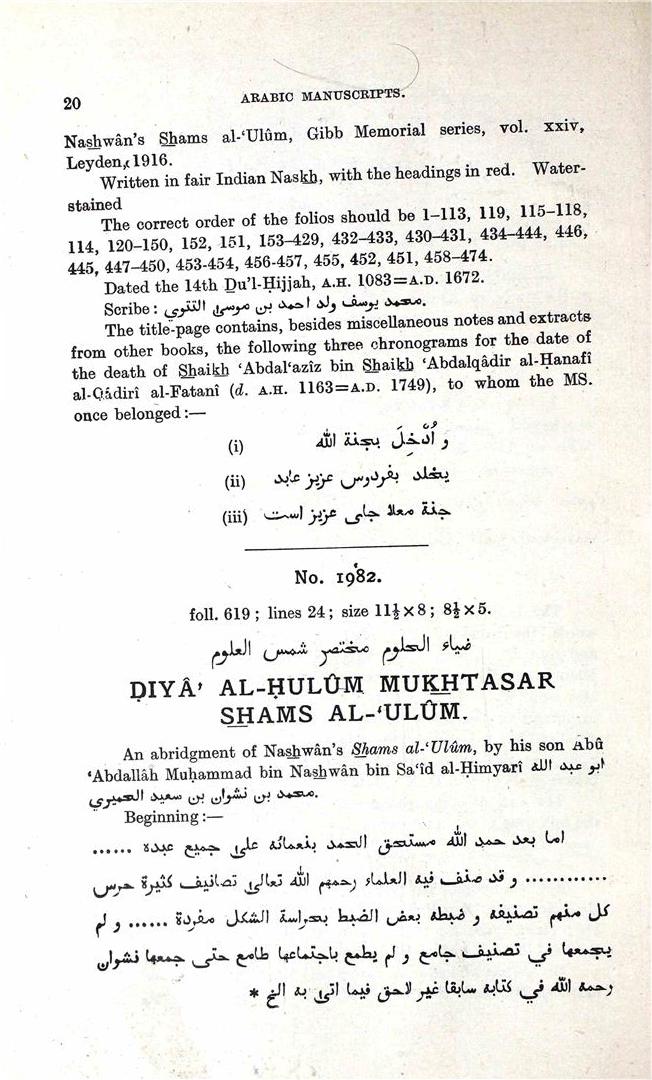 20
ARABIC MANUSCRIPTS.
Nashwân's Shams al-‘Ulûm, Gibb Memorial series, vol. xxiv,
Leyden, 1916.
Written in fair Indian Naskh, with the headings in red. Water-
stained
The correct order of the folios should be 1–113, 119, 115–118,
114, 120–150, 152, 151, 153–429, 432–433, 430–431, 434–444, 446,
445, 447–450, 453-454, 456-457, 455, 452, 451, 458–474.
Dated the 14th Du'l-Ḥijjah, A.H. 1083=A.D. 1672.
Scribe : محمد يوسف ولد احمد بن موسى التتوي.
The title-page contains, besides miscellaneous notes and extracts
from other books, the following three chronograms for the date of
the death of Shaikh ‘Abdal‘azîz bin Shaikh ‘Abdalqâdir al-Ḥanafî
al-Qâdirî al-Fatanî (d. A.H. 1163=A.D. 1749), to whom the MS.
once belonged :—
(i) و اُدْخِلَ بجنة الله
(ii) يخلد بفردوس عزيز عابد
(iii) جنة معلا جاى عزيز است
No. 1982.
foll. 619 ; lines 24 ; size 11½ × 8 ; 8½ × 5.
ضياء الحلوم مختصر شمس العلوم
ḌIYÂ’ AL-ḤULÛM MUKHTASAR
SHAMS AL-‘ULÛM.
An abridgment of Nashwân's Shams al-‘Ulûm, by his son Abû
‘Abdallâh Muḥammad bin Nashwân bin Sa‘îd al-Ḥimyarî ابو عبد الله
محمد بن نشوان بن سعيد الحميري.
Beginning :—
اما بعد حمد الله مستحق الحمد بنعمائه على جميع عبده ......
............ و قد صنف فيه العلماء رحمهم الله تعالى تصانيف كثيرة حرس
كل منهم تصنيفه و ضبطه بعض الضبط بحراسة الشكل مفردة ...... و لم
يجمعها في تصنيف جامع و لم يطمع باجتماعها طامع حتى جمعها نشوان
رحمة الله في كتابه سابقا غير لاحق فيما اتى به الخ *